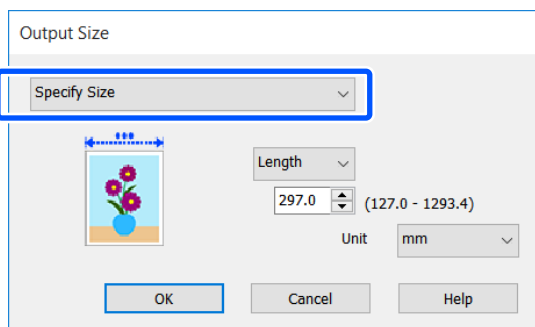 Output Size
Specify Size
Length
297.0 (127.0 - 1293.4)
Unit mm
OK Cancel Help